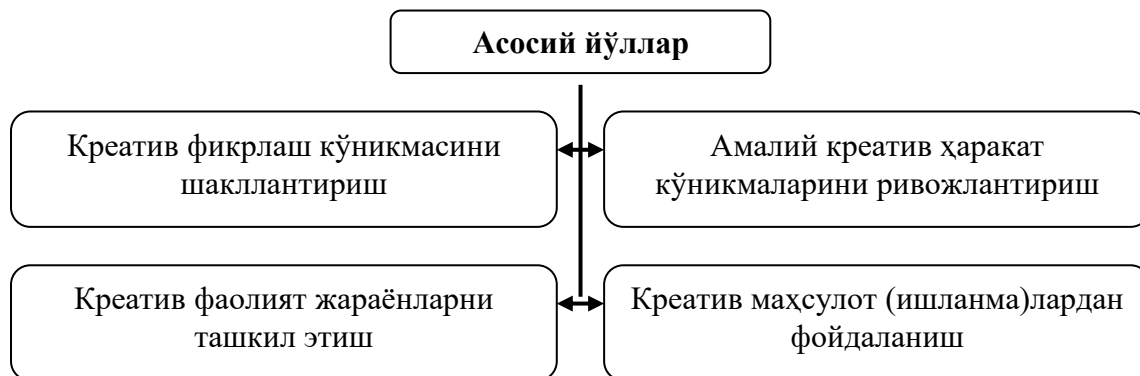 Асосий йўллар
Креатив фикрлаш кўникмасини
шакллантириш
Амалий креатив ҳаракат
кўникмаларини ривожлантириш
Креатив фаолият жараёнларни
ташкил этиш
Креатив маҳсулот (ишланма)лардан
фойдаланиш